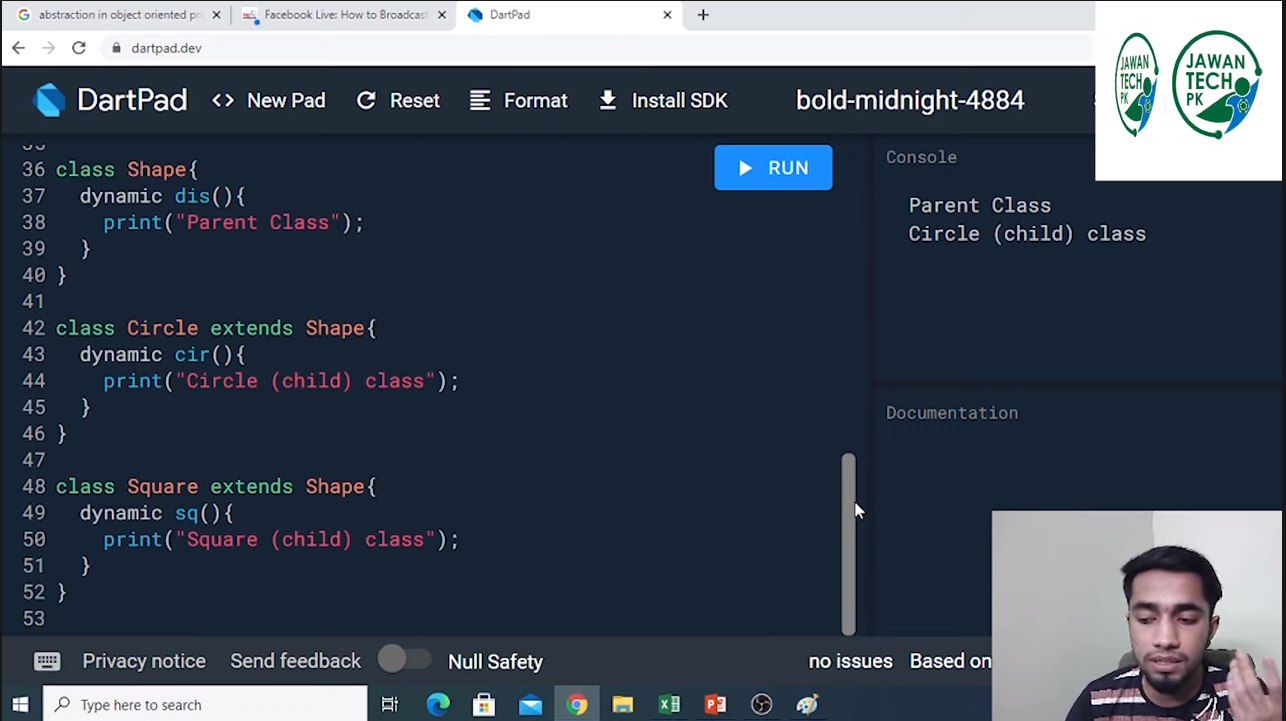 abstraction in object oriented pro
Facebook Live: How to Broadcast
DartPad
dartpad.dev
JAWAN TECH PK
JAWAN TECH PK
DartPad
<> New Pad
Reset
Format
Install SDK
bold-midnight-4884
36 class Shape{
37 dynamic dis(){
38 print("Parent Class");
39 }
40 }
41
42 class Circle extends Shape{
43 dynamic cir(){
44 print("Circle (child) class");
45 }
46 }
47
48 class Square extends Shape{
49 dynamic sq(){
50 print("Square (child) class");
51 }
52 }
53
RUN
Console
Parent Class
Circle (child) class
Documentation
Privacy notice
Send feedback
Null Safety
no issues
Based on
Type here to search